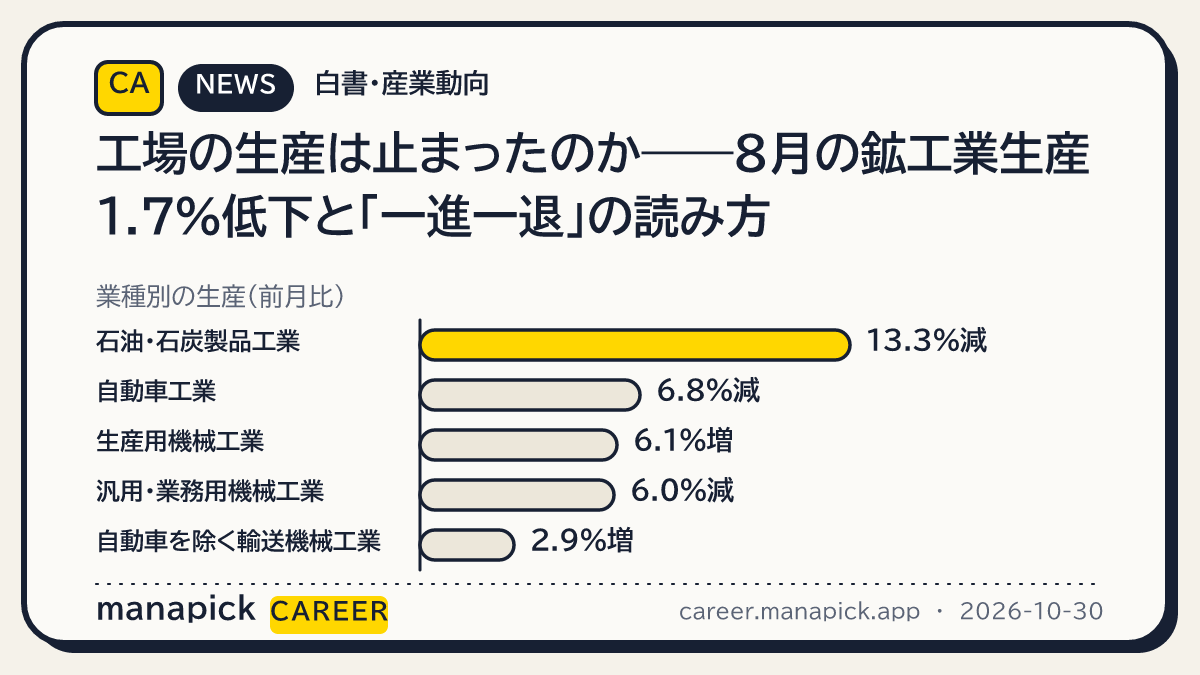 CA NEWS 白書・産業動向
工場の生産は止まったのか――8月の鉱工業生産
1.7%低下と「一進一退」の読み方
業種別の生産（前月比）
石油・石炭製品工業 13.3%減
自動車工業 6.8%減
生産用機械工業 6.1%増
汎用・業務用機械工業 6.0%減
自動車を除く輸送機械工業 2.9%増
manapick CAREER career.manapick.app ・ 2026-10-30